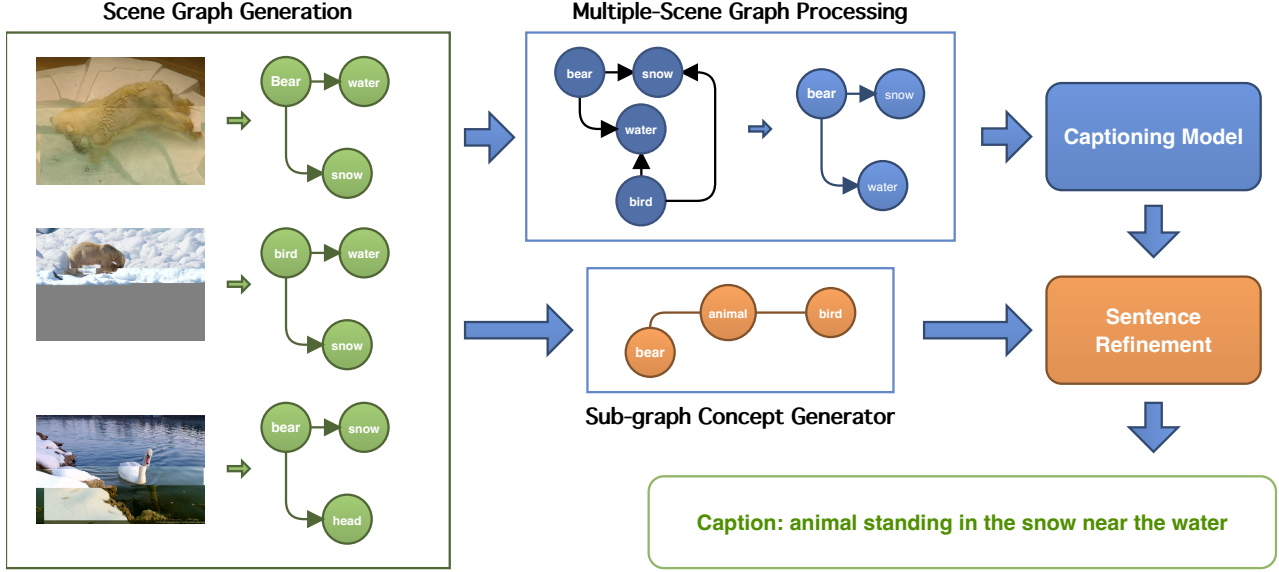 Scene Graph Generation
Multiple-Scene Graph Processing
Bear
water
snow
bird
water
snow
bear
snow
head
bear
snow
water
bird
bear
snow
water
Captioning Model
animal
bird
bear
Sub-graph Concept Generator
Sentence
Refinement
Caption: animal standing in the snow near the water